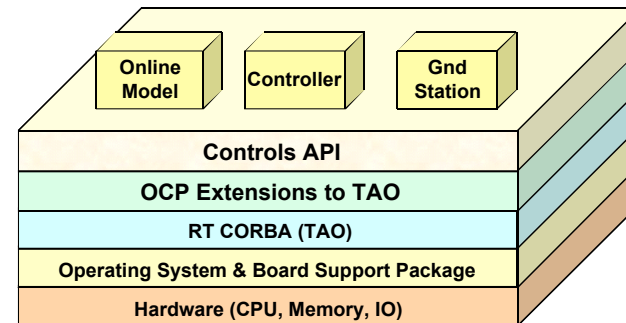 Online
Model
Controller
Gnd
Station
Controls API
OCP Extensions to TAO
RT CORBA (TAO)
Operating System & Board Support Package
Hardware (CPU, Memory, IO)